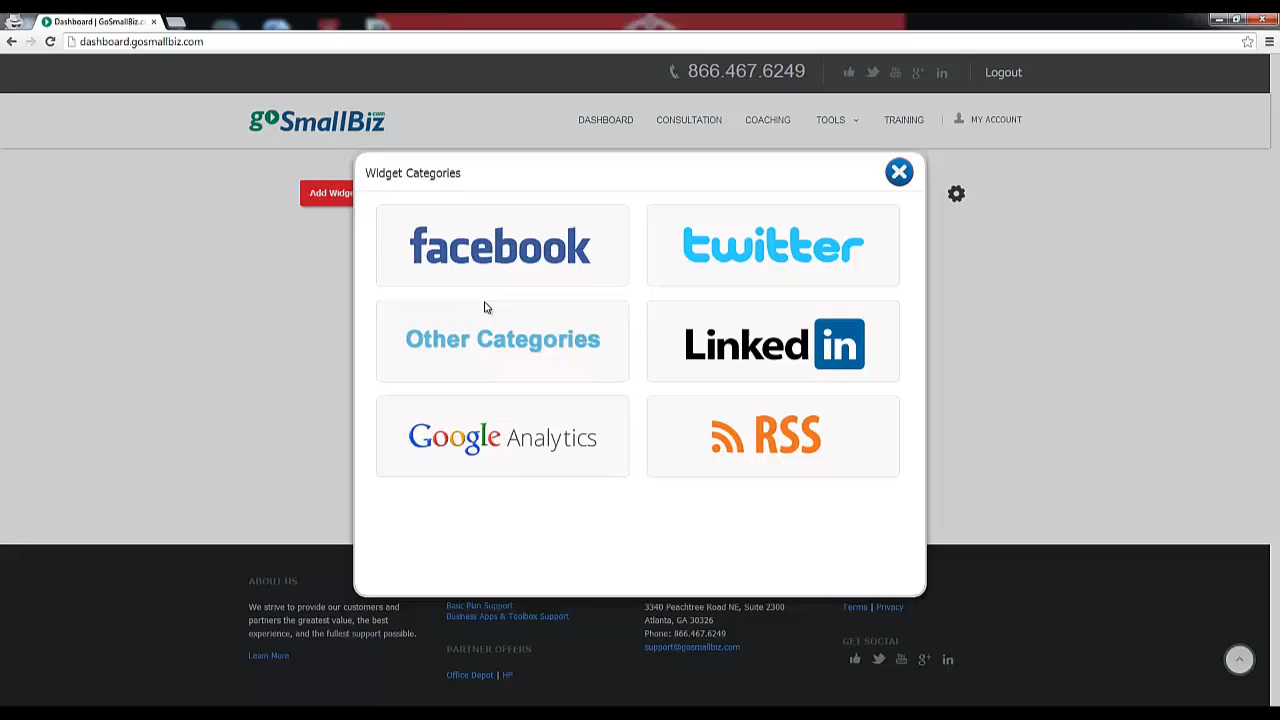 Dashboard | GoSmallBiz.c
dashboard.gosmallbiz.com
866.467.6249
Logout
goSmallBiz.com
DASHBOARD CONSULTATION COACHING TOOLS TRAINING MY ACCOUNT
Widget Categories
Add Widge
facebook
twitter
Other Categories
Linked in
Google Analytics
RSS
ABOUT US
We strive to provide our customers and
partners the greatest value, the best
experience, and the fullest support possible.
Learn More
Basic Plan Support
Business Apps & Toolbox Support
PARTNER OFFERS
Office Depot | HP
3340 Peachtree Road NE, Suite 2300
Atlanta, GA 30326
Phone: 866.467.6249
support@gosmallbiz.com
Terms | Privacy
GET SOCIAL